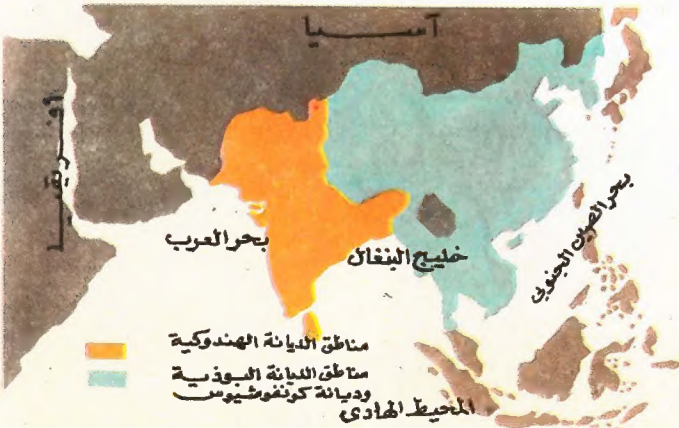 آسيا
افريقيا
بحر العرب
خليج البنغال
بحر الصين الجنوبي
مناطق الديانة الهندوكية
مناطق الديانة البوذية
وديانة كونفوشيوس
المحيط الهادى